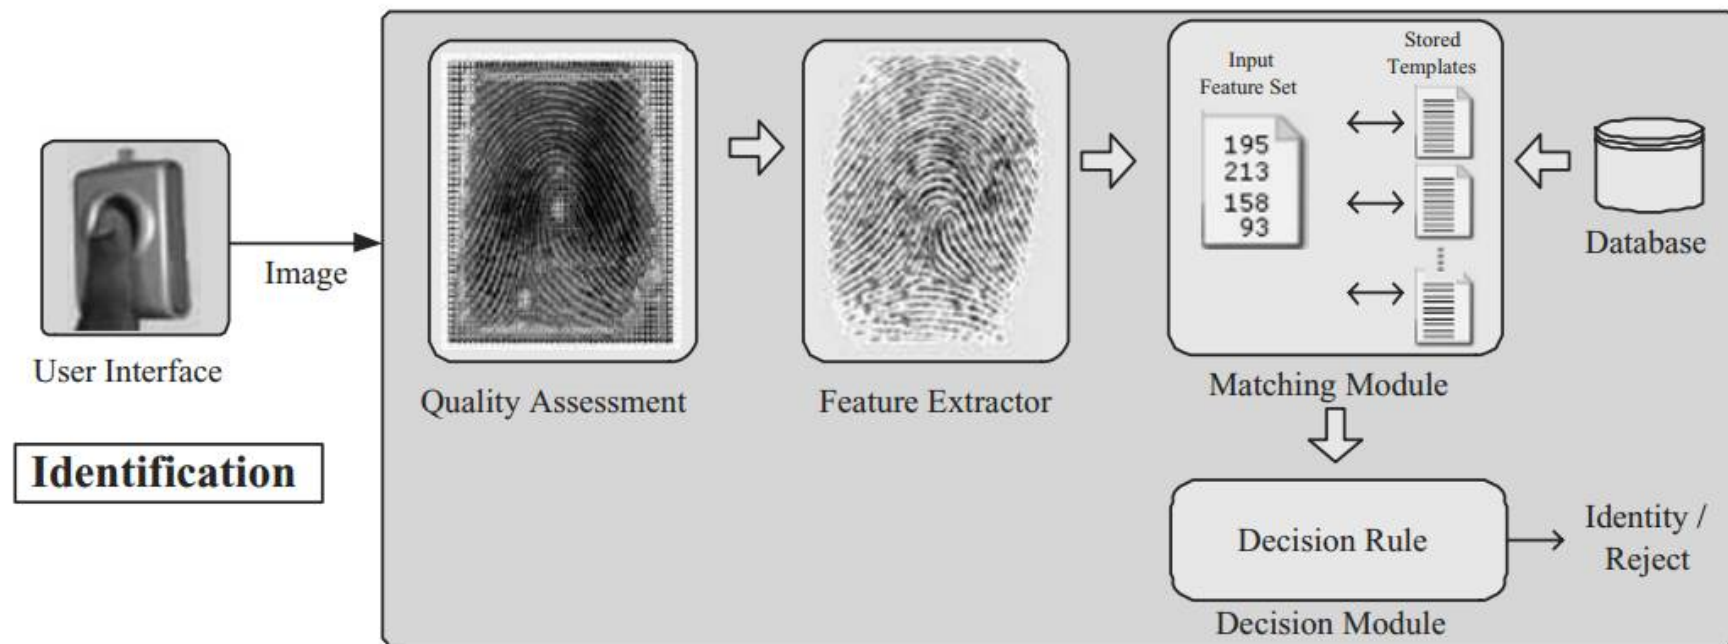 User Interface
Identification
Image
Quality Assessment
Feature Extractor
Input
Feature Set
195
213
158
93
Stored
Templates
Matching Module
Database
Decision Rule
Decision Module
Identity /
Reject